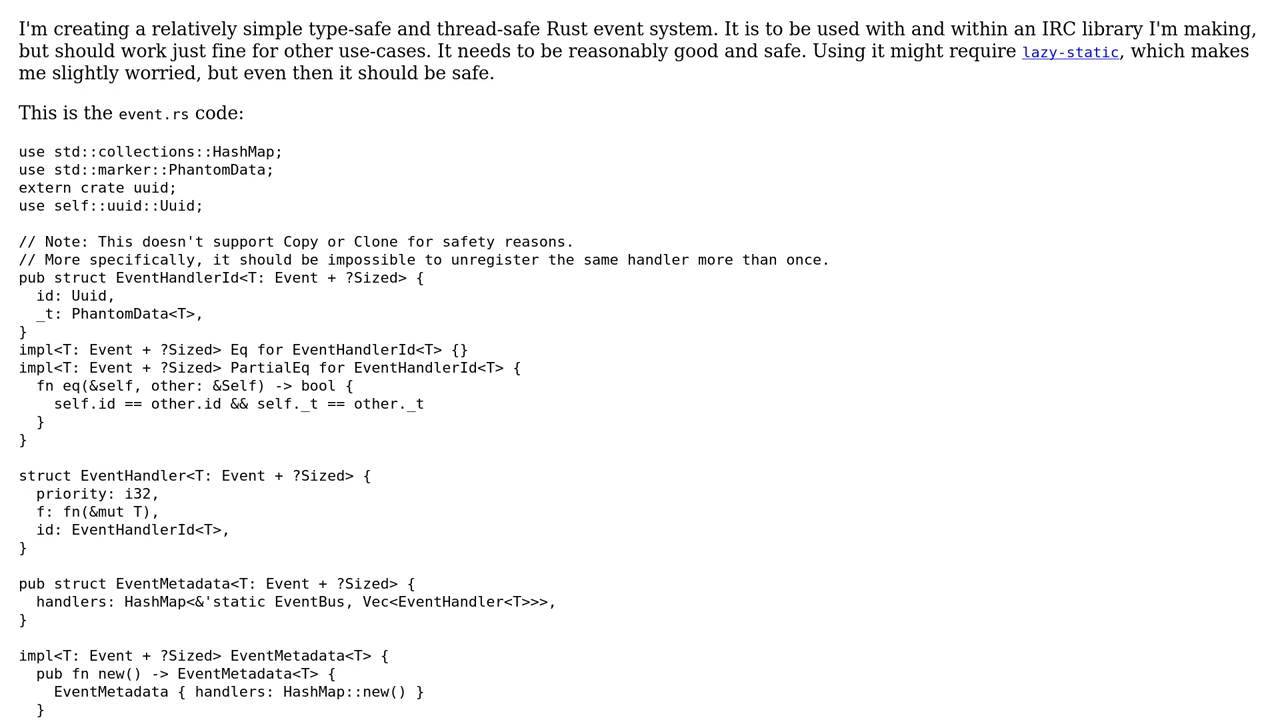 I'm creating a relatively simple type-safe and thread-safe Rust event system. It is to be used with and within an IRC library I'm making,
but should work just fine for other use-cases. It needs to be reasonably good and safe. Using it might require lazy-static, which makes
me slightly worried, but even then it should be safe.
This is the event.rs code:
use std::collections::HashMap;
use std::marker::PhantomData;
extern crate uuid;
use self::uuid::Uuid;
// Note: This doesn't support Copy or Clone for safety reasons.
// More specifically, it should be impossible to unregister the same handler more than once.
pub struct EventHandlerId<T: Event + ?Sized> {
  id: Uuid,
  _t: PhantomData<T>,
}
impl<T: Event + ?Sized> Eq for EventHandlerId<T> {}
impl<T: Event + ?Sized> PartialEq for EventHandlerId<T> {
  fn eq(&self, other: &Self) -> bool {
    self.id == other.id && self._t == other._t
  }
}
struct EventHandler<T: Event + ?Sized> {
  priority: i32,
  f: fn(&mut T),
  id: EventHandlerId<T>,
}
pub struct EventMetadata<T: Event + ?Sized> {
  handlers: HashMap<&'static EventBus, Vec<EventHandler<T>>>,
}
impl<T: Event + ?Sized> EventMetadata<T> {
  pub fn new() -> EventMetadata<T> {
    EventMetadata { handlers: HashMap::new() }
  }